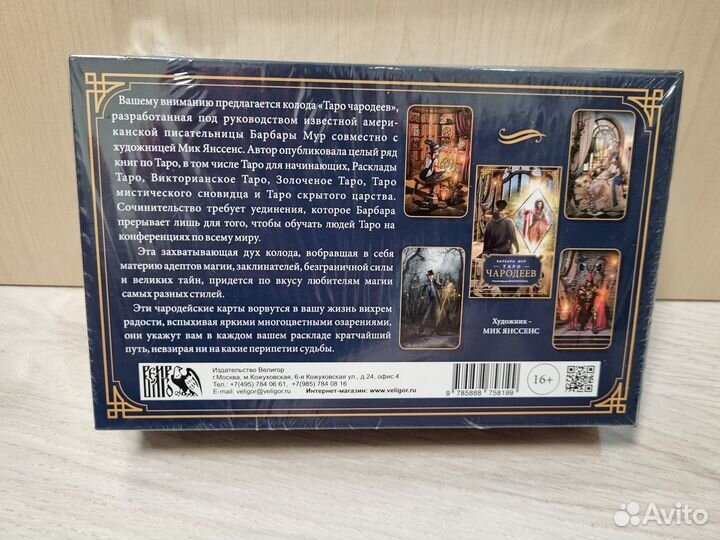 Вашему вниманию предлагается колода «Таро чародеев»,
разработанная под руководством известной амери-
канской писательницы Барбары Мур совместно с
художницей Мик Янссенс. Автор опубликовала целый ряд
книг по Таро, в том числе Таро для начинающих, Расклады
Таро, Викторианское Таро, Золоченое Таро, Таро
мистического сновидца и Таро скрытого царства.
Сочинительство требует уединения, которое Барбара
прерывает лишь для того, чтобы обучать людей Таро на
конференциях по всему миру.
Эта захватывающая дух колода, вобравшая в себя
материю адептов магии, заклинателей, безграничной силы
и великих тайн, придется по вкусу любителям магии
самых разных стилей.
Эти чародейские карты ворвутся в вашу жизнь вихрем
радости, вспыхивая яркими многоцветными озарениями,
они укажут вам в каждом вашем раскладе кратчайший
путь, невзирая ни на какие перипетии судьбы.
БАРБАРА МУР
ТАРО
ЧАРОДЕЕВ
Художник -
МИК ЯНССЕНС
Издательство Велигор
г.Москва, м.Кожуховская, 6-я Кожуховская ул., д 24, офис 4
Тел.: +7(495) 784 06 61, +7(985) 784 08 16
E-mail: veligor@veligor.ru Интернет-магазин: www.veligor.ru
9 785888 758199
16+
Avito